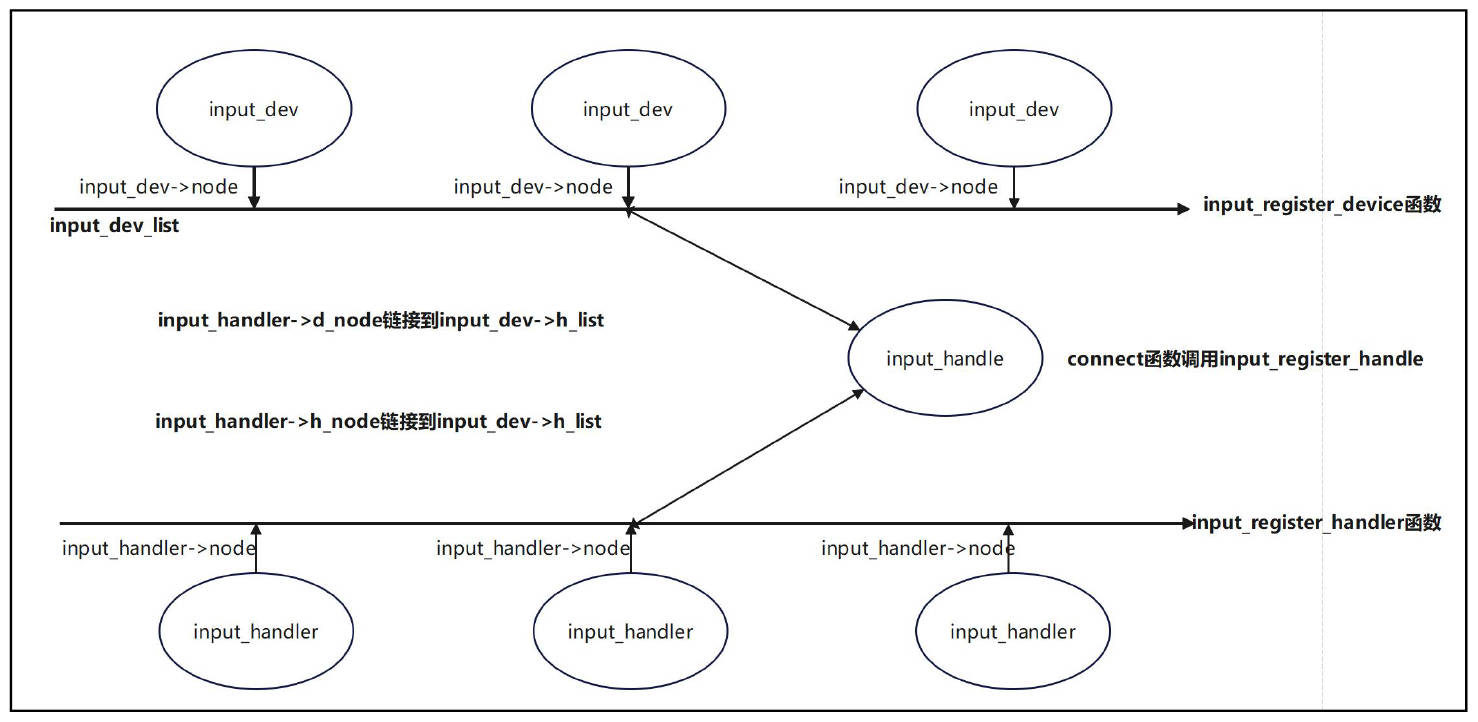 input_dev
input_dev
input_dev
input_dev->node
input_dev->node
input_dev->node
input_register_device函数
input_dev_list
input_handler->d_node链接到input_dev->h_list
input_handle
connect函数调用input_register_handle
input_handler->h_node链接到input_dev->h_list
input_register_handler函数
input_handler->node
input_handler->node
input_handler->node
input_handler
input_handler
input_handler